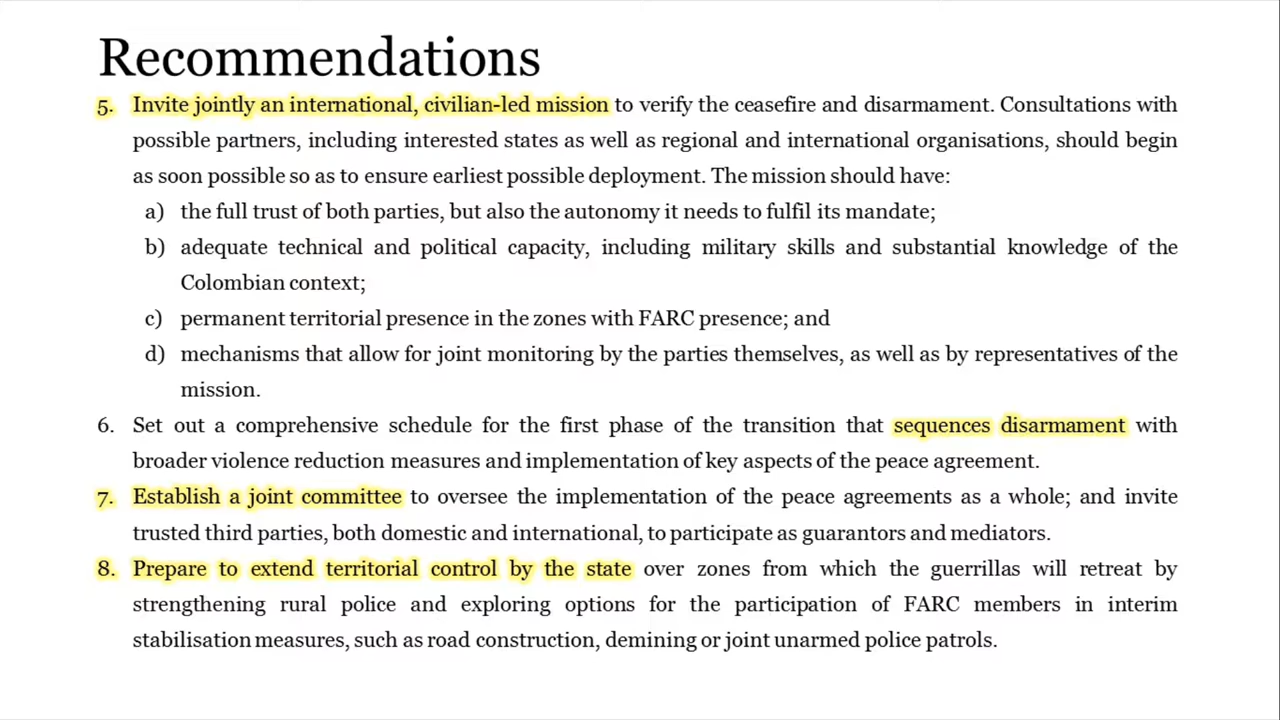 Recommendations
5. Invite jointly an international, civilian-led mission to verify the ceasefire and disarmament. Consultations with
possible partners, including interested states as well as regional and international organisations, should begin
as soon possible so as to ensure earliest possible deployment. The mission should have:
a) the full trust of both parties, but also the autonomy it needs to fulfil its mandate;
b) adequate technical and political capacity, including military skills and substantial knowledge of the
Colombian context;
c) permanent territorial presence in the zones with FARC presence; and
d) mechanisms that allow for joint monitoring by the parties themselves, as well as by representatives of the
mission.
6. Set out a comprehensive schedule for the first phase of the transition that sequences disarmament with
broader violence reduction measures and implementation of key aspects of the peace agreement.
7. Establish a joint committee to oversee the implementation of the peace agreements as a whole; and invite
trusted third parties, both domestic and international, to participate as guarantors and mediators.
8. Prepare to extend territorial control by the state over zones from which the guerrillas will retreat by
strengthening rural police and exploring options for the participation of FARC members in interim
stabilisation measures, such as road construction, demining or joint unarmed police patrols.